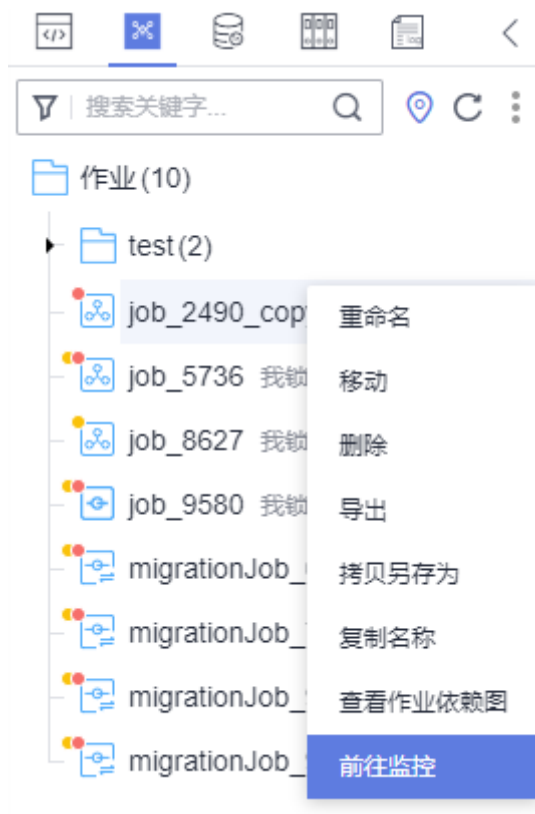 搜索关键字...
作业(10)
test(2)
job_2490_cop
重命名
job_5736 我锁
移动
job_8627 我锁
删除
job_9580 我锁
导出
migrationJob_
拷贝另存为
migrationJob_
复制名称
migrationJob_
查看作业依赖图
migrationJob_
前往监控